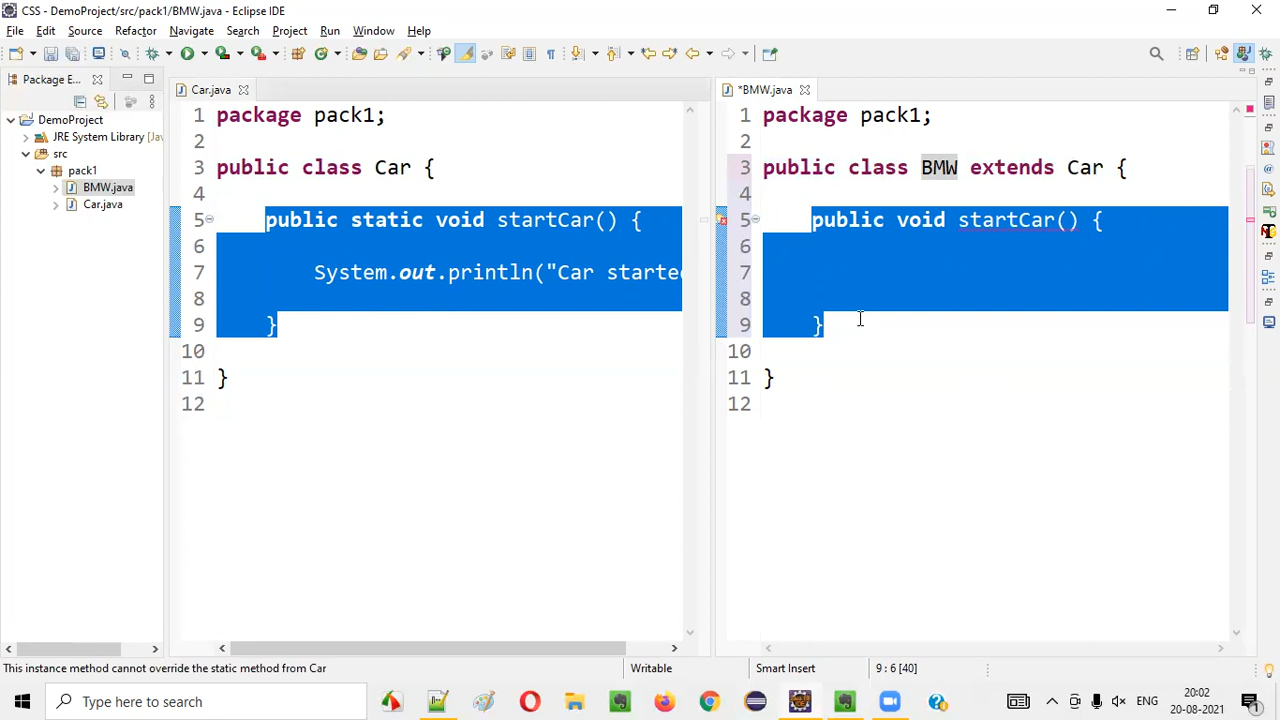 CSS - DemoProject/src/pack1/BMW.java - Eclipse IDE
File Edit Source Refactor Navigate Search Project Run Window Help
Package E...
DemoProject
JRE System Library [Jav
src
pack1
BMW.java
Car.java
Car.java
1 package pack1;
2
3 public class Car {
4
5 public static void startCar() {
6
7 System.out.println("Car started
8
9 }
10
11 }
12
*BMW.java
1 package pack1;
2
3 public class BMW extends Car {
4
5 public void startCar() {
6
7
8
9 }
10
11 }
12
This instance method cannot override the static method from Car
Writable
Smart Insert
9 : 6 [40]
Type here to search
ENG
20:02
20-08-2021
1